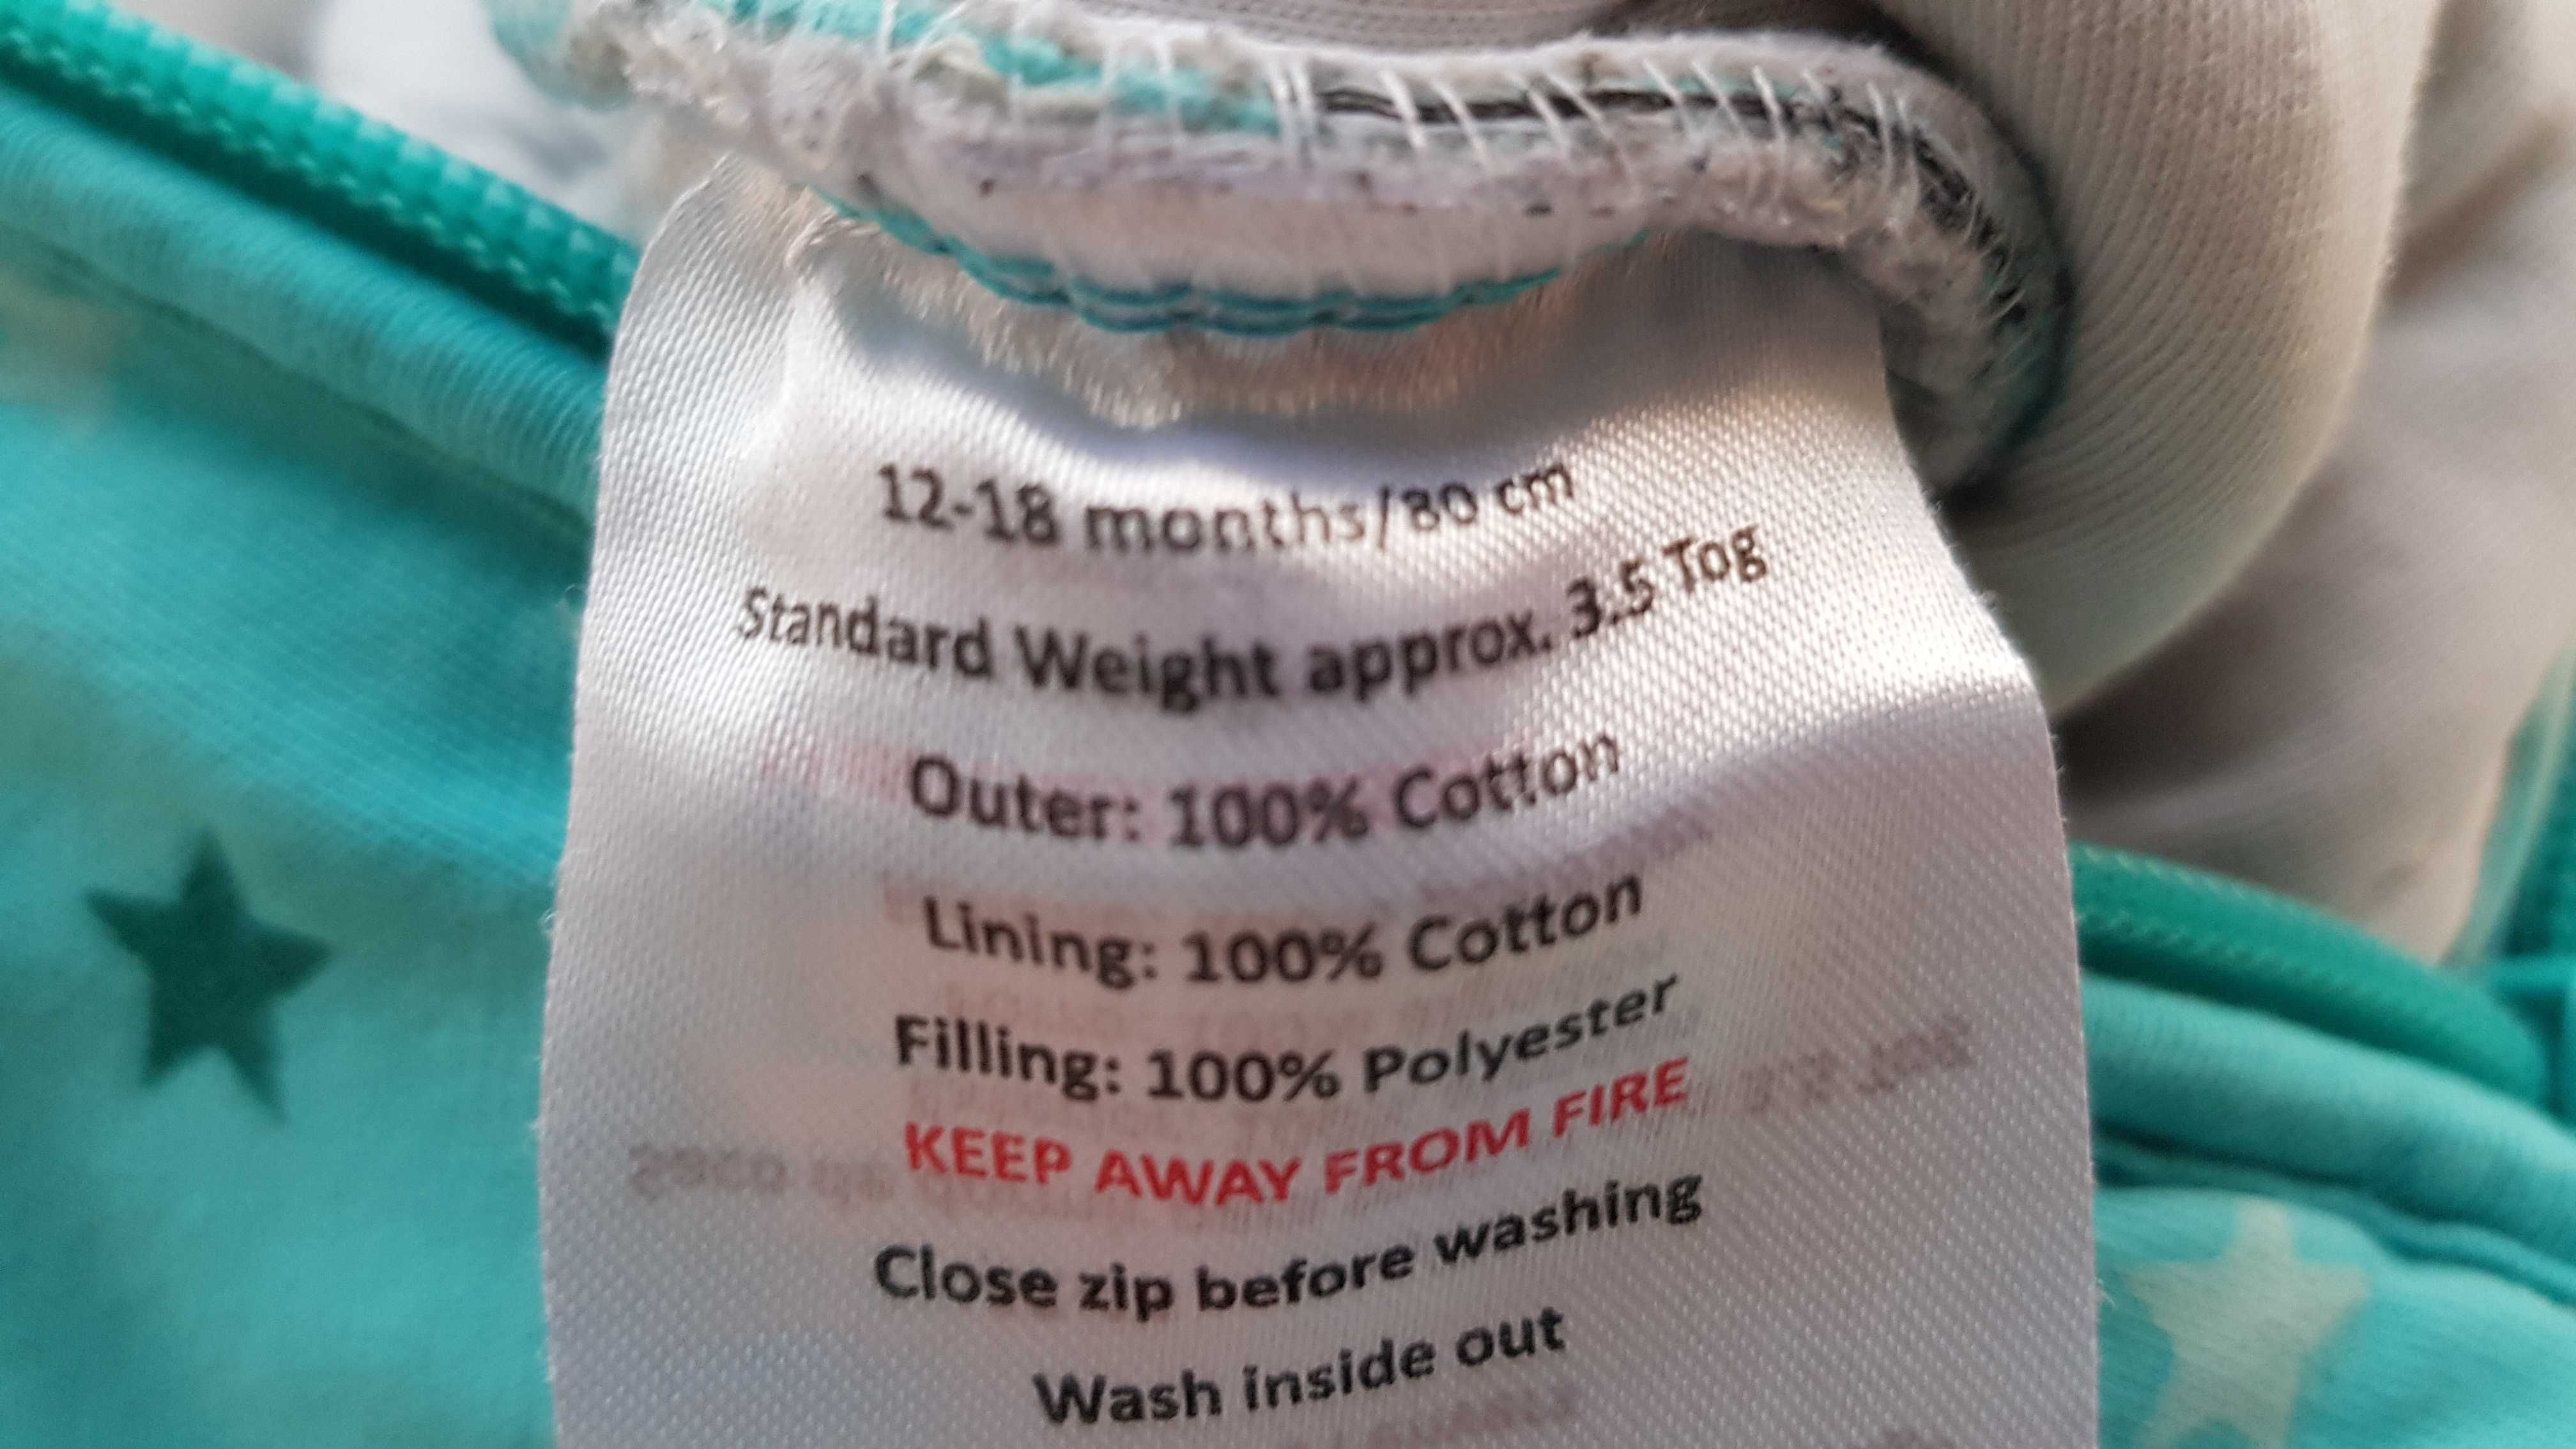 12-18 months/80 cm
Standard Weight approx. 3.5 Tog
Outer: 100% Cotton
Lining: 100% Cotton
Filling: 100% Polyester
KEEP AWAY FROM FIRE
Close zip before washing
Wash inside out